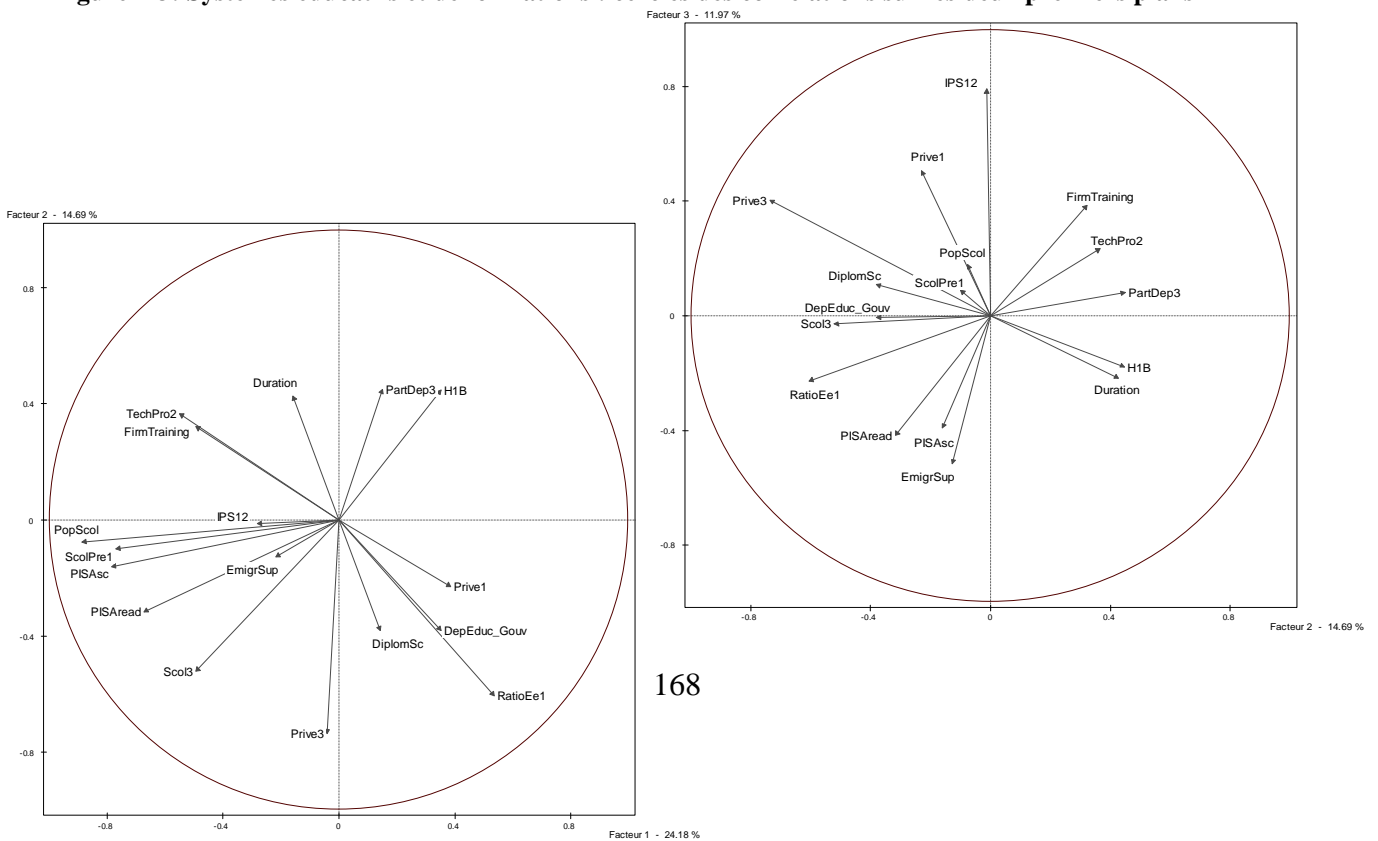 Facteur 3 - 11.97 %
0.8
0.4
0
-0.4
-0.8
IPS12
Prive1
Prive3
FirmTraining
PopScol
TechPro2
DiplomSc
ScolPre1
PartDep3
DepEduc_Gouv
Scol3
H1B
RatioEe1
Duration
PISAread
PISAsc
EmigrSup
-0.8 -0.4 0 0.4 0.8
Facteur 2 - 14.69 %
Facteur 2 - 14.69 %
0.8
0.4
0
-0.4
-0.8
Duration
PartDep3 H1B
TechPro2
FirmTraining
IPS12
PopScol
ScolPre1
PISAsc
EmigrSup
Prive1
PISAread
DepEduc_Gouv
DiplomSc
Scol3
RatioEe1
Prive3
-0.8 -0.4 0 0.4 0.8
Facteur 1 - 24.18 %
168